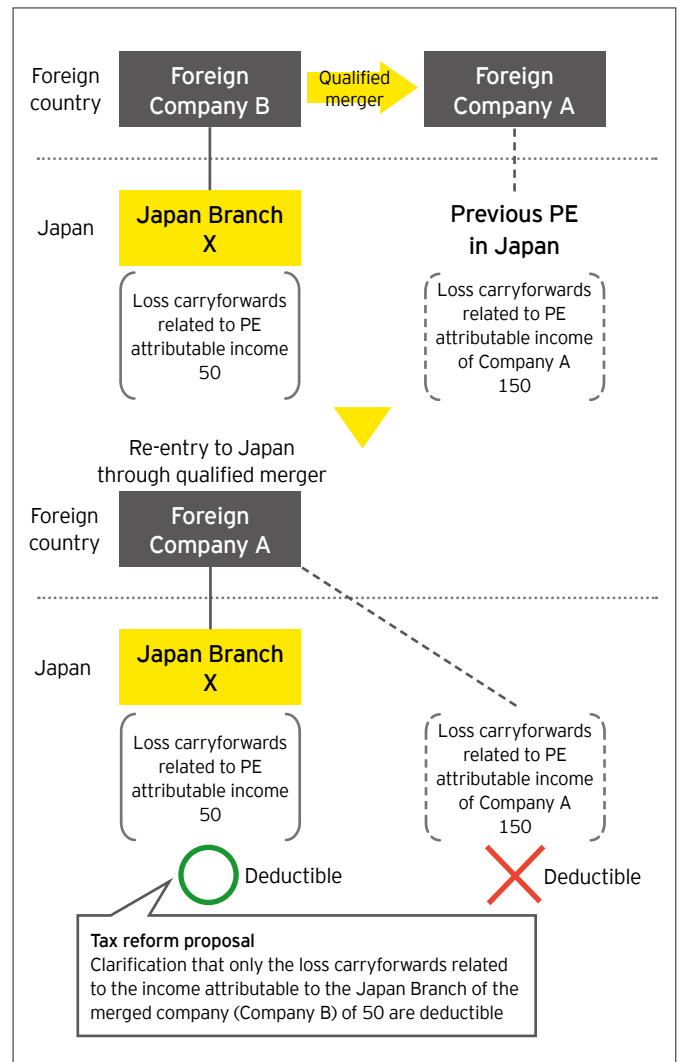 Foreign
country
Foreign
Company B
Qualified
merger
Foreign
Company A
Japan
Japan Branch
X
Previous PE
in Japan
Loss carryforwards
related to PE
attributable income
50
Loss carryforwards
related to PE
attributable income
of Company A
150
Re-entry to Japan
through qualified merger
Foreign
country
Foreign
Company A
Japan
Japan Branch
X
Loss carryforwards
related to PE
attributable income
50
Loss carryforwards
related to PE
attributable income
of Company A
150
Deductible
Deductible
Tax reform proposal
Clarification that only the loss carryforwards related
to the income attributable to the Japan Branch of the
merged company (Company B) of 50 are deductible